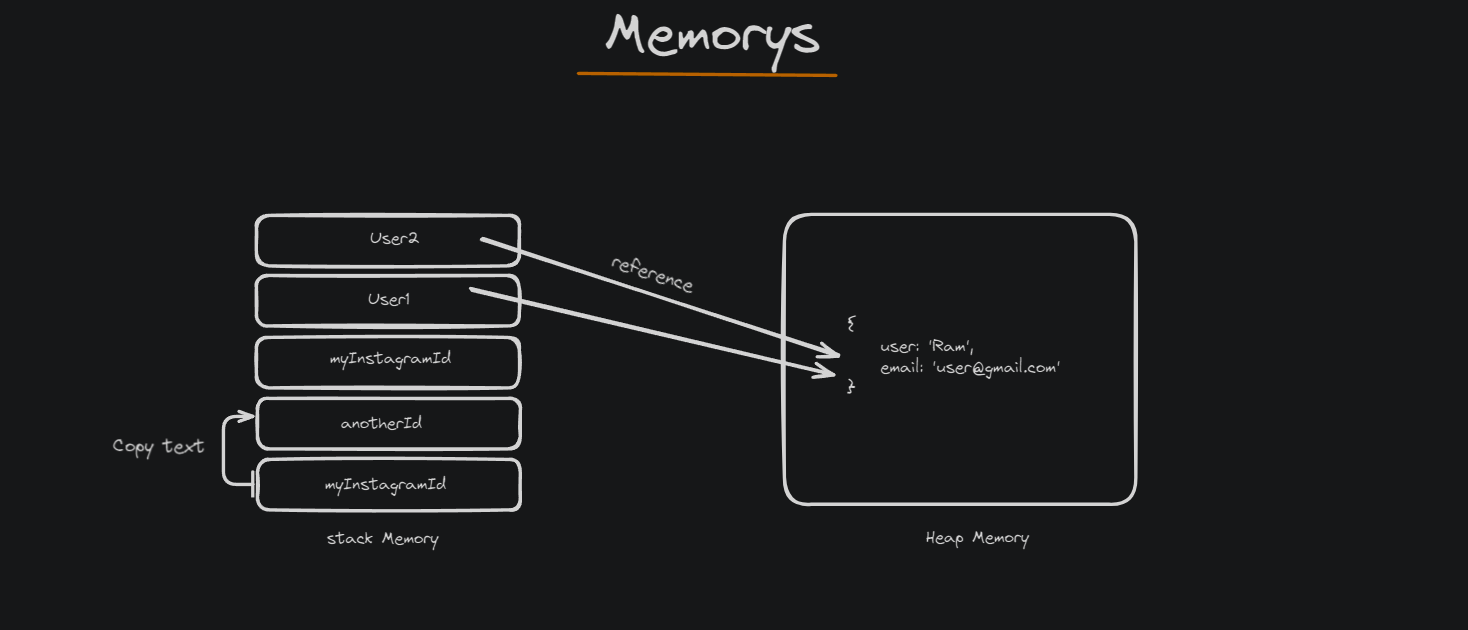 Memorys
User2
User1
myInstagramId
anotherId
myInstagramId
Copy text
stack Memory
reference
{
user: 'Ram',
email: 'user@gmail.com'
}
Heap Memory